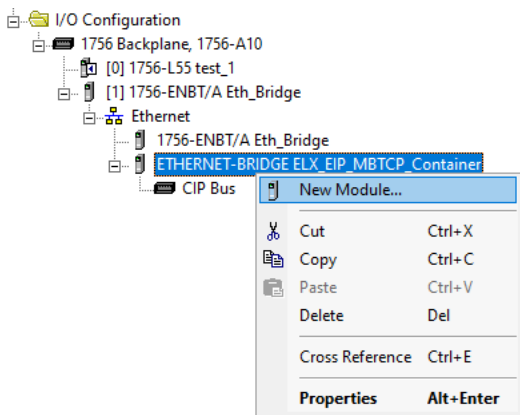 I/O Configuration
1756 Backplane, 1756-A10
[0] 1756-L55 test_1
[1] 1756-ENBT/A Eth_Bridge
Ethernet
1756-ENBT/A Eth_Bridge
ETHERNET-BRIDGE ELX_EIP_MBTCP_Container
CIP Bus
New Module...
Cut Ctrl+X
Copy Ctrl+C
Paste Ctrl+V
Delete Del
Cross Reference Ctrl+E
Properties Alt+Enter